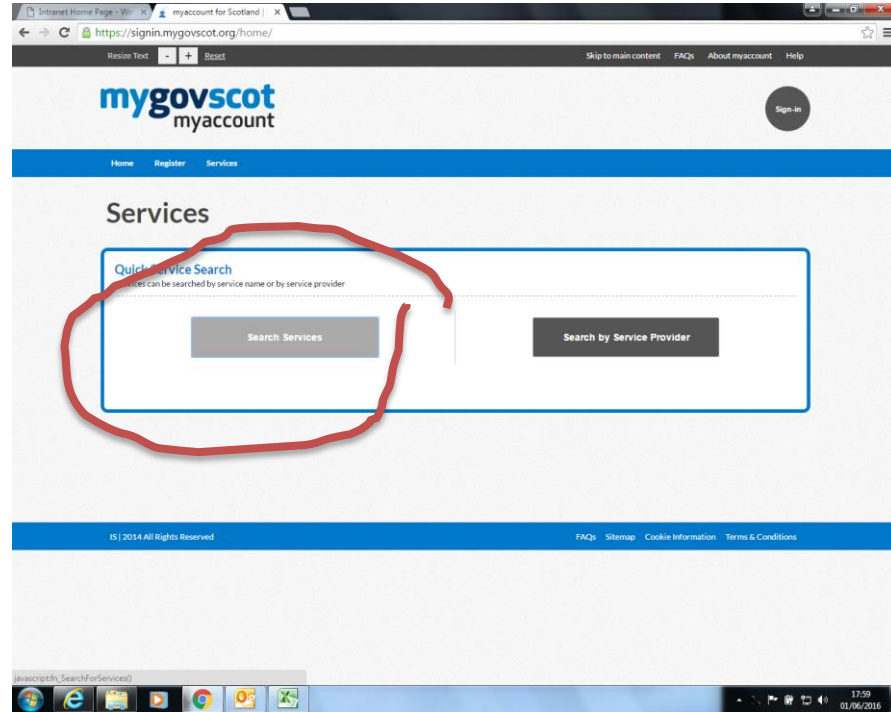 Intranet Home Page - W
myaccount for Scotland |
https://signin.mygovscot.org/home/
Resize Text - + Reset
Skip to main content FAQs About myaccount Help
mygovscot
myaccount
Sign-in
Home Register Services
Services
Quick Service Search
can be searched by service name or by service provider
Search Services
Search by Service Provider
IS | 2014 All Rights Reserved
FAQs Sitemap Cookie Information Terms & Conditions
javascript:fn_SearchForServices()
17:59
01/06/2016